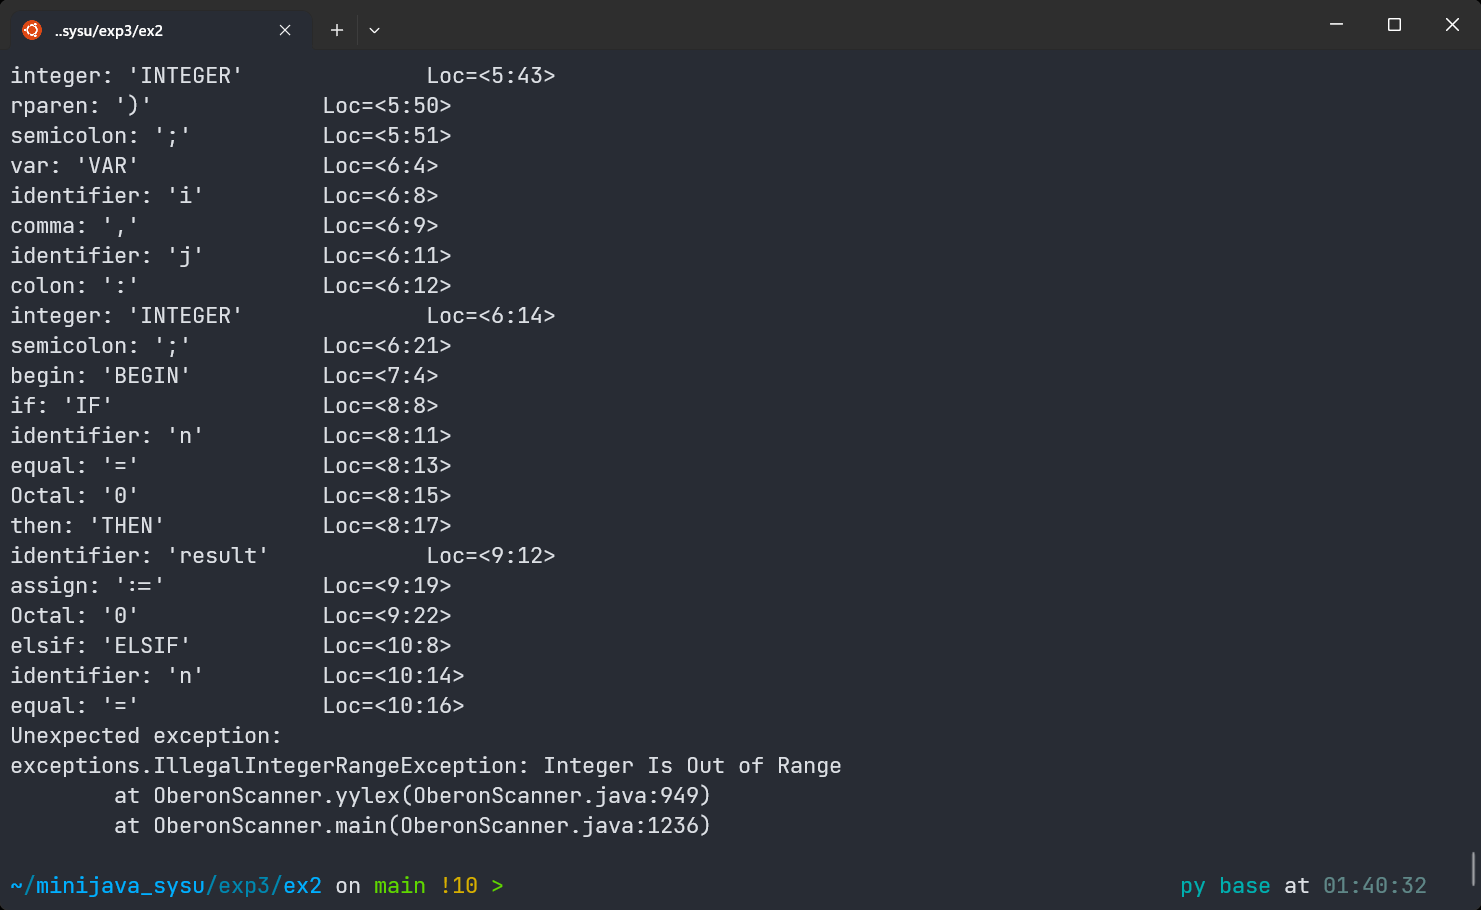 ..sysu/exp3/ex2
integer: 'INTEGER' Loc=<5:43>
rparen: ')' Loc=<5:50>
semicolon: ';' Loc=<5:51>
var: 'VAR' Loc=<6:4>
identifier: 'i' Loc=<6:8>
comma: ',' Loc=<6:9>
identifier: 'j' Loc=<6:11>
colon: ':' Loc=<6:12>
integer: 'INTEGER' Loc=<6:14>
semicolon: ';' Loc=<6:21>
begin: 'BEGIN' Loc=<7:4>
if: 'IF' Loc=<8:8>
identifier: 'n' Loc=<8:11>
equal: '=' Loc=<8:13>
Octal: '0' Loc=<8:15>
then: 'THEN' Loc=<8:17>
identifier: 'result' Loc=<9:12>
assign: ':=' Loc=<9:19>
Octal: '0' Loc=<9:22>
elsif: 'ELSIF' Loc=<10:8>
identifier: 'n' Loc=<10:14>
equal: '=' Loc=<10:16>
Unexpected exception:
exceptions.IllegalIntegerRangeException: Integer Is Out of Range
at OberonScanner.yylex(OberonScanner.java:949)
at OberonScanner.main(OberonScanner.java:1236)
~/minijava_sysu/exp3/ex2 on main !10 > py base at 01:40:32